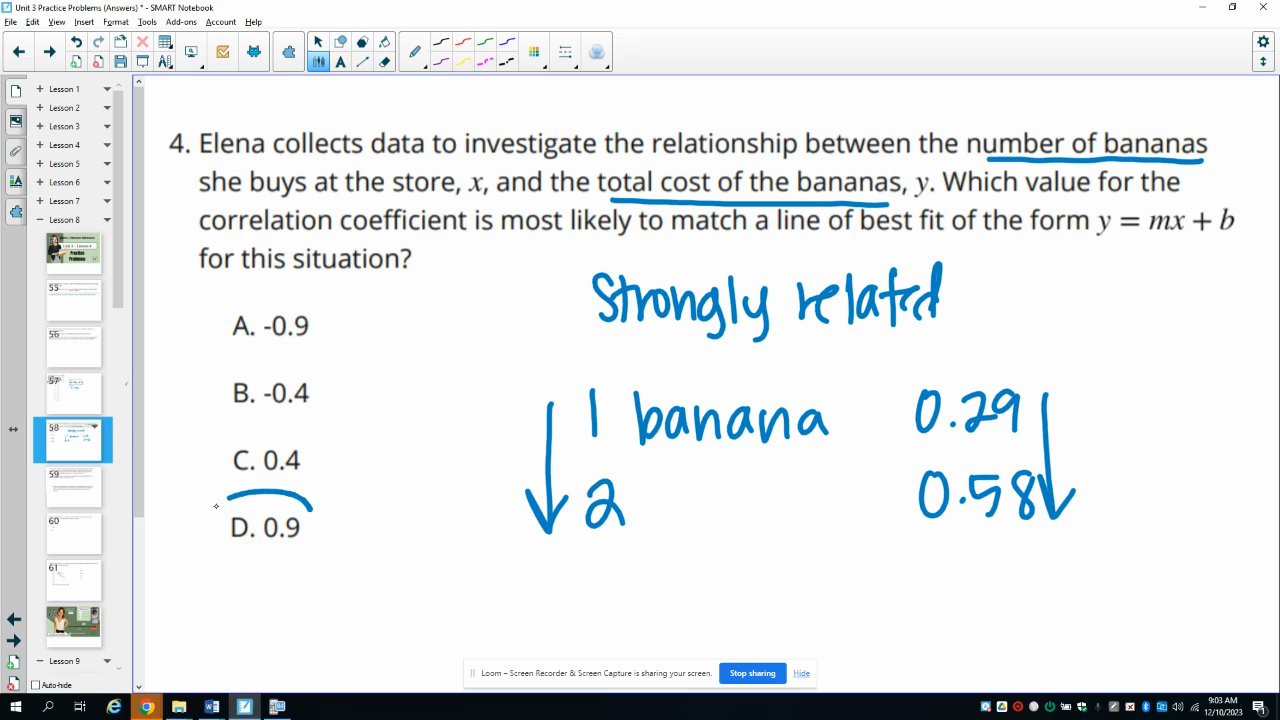 Unit 3 Practice Problems (Answers) * - SMART Notebook
File Edit View Insert Format Tools Add-ons Account Help
Lesson 1
Lesson 2
Lesson 3
Lesson 4
Lesson 5
Lesson 6
Lesson 7
Lesson 8
Practice
Problems
55
56
57
58
59
60
61
Lesson 9
Auto-hide
4. Elena collects data to investigate the relationship between the number of bananas
she buys at the store, x, and the total cost of the bananas, y. Which value for the
correlation coefficient is most likely to match a line of best fit of the form y = mx + b
for this situation?
Strongly related
A. -0.9
B. -0.4
C. 0.4
D. 0.9
1 banana 0.29
2 0.58
Loom – Screen Recorder & Screen Capture is sharing your screen. Stop sharing Hide
9:03 AM
12/10/2023